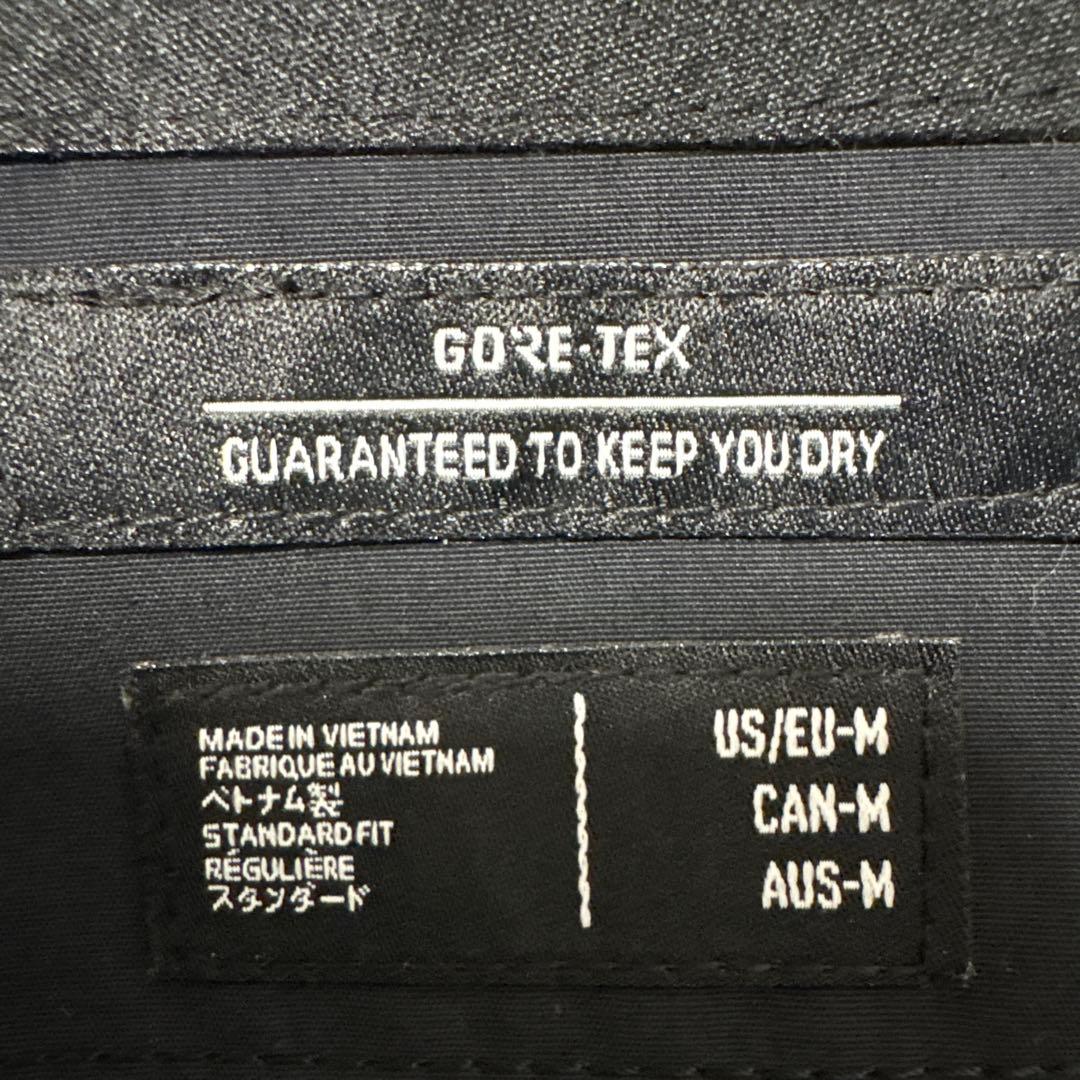 GORE-TEX
GUARANTEED TO KEEP YOU DRY
MADE IN VIETNAM
FABRIQUE AU VIETNAM
ベトナム製
STANDARD FIT
RÉGULIÈRE
スタンダード
US/EU-M
CAN-M
AUS-M